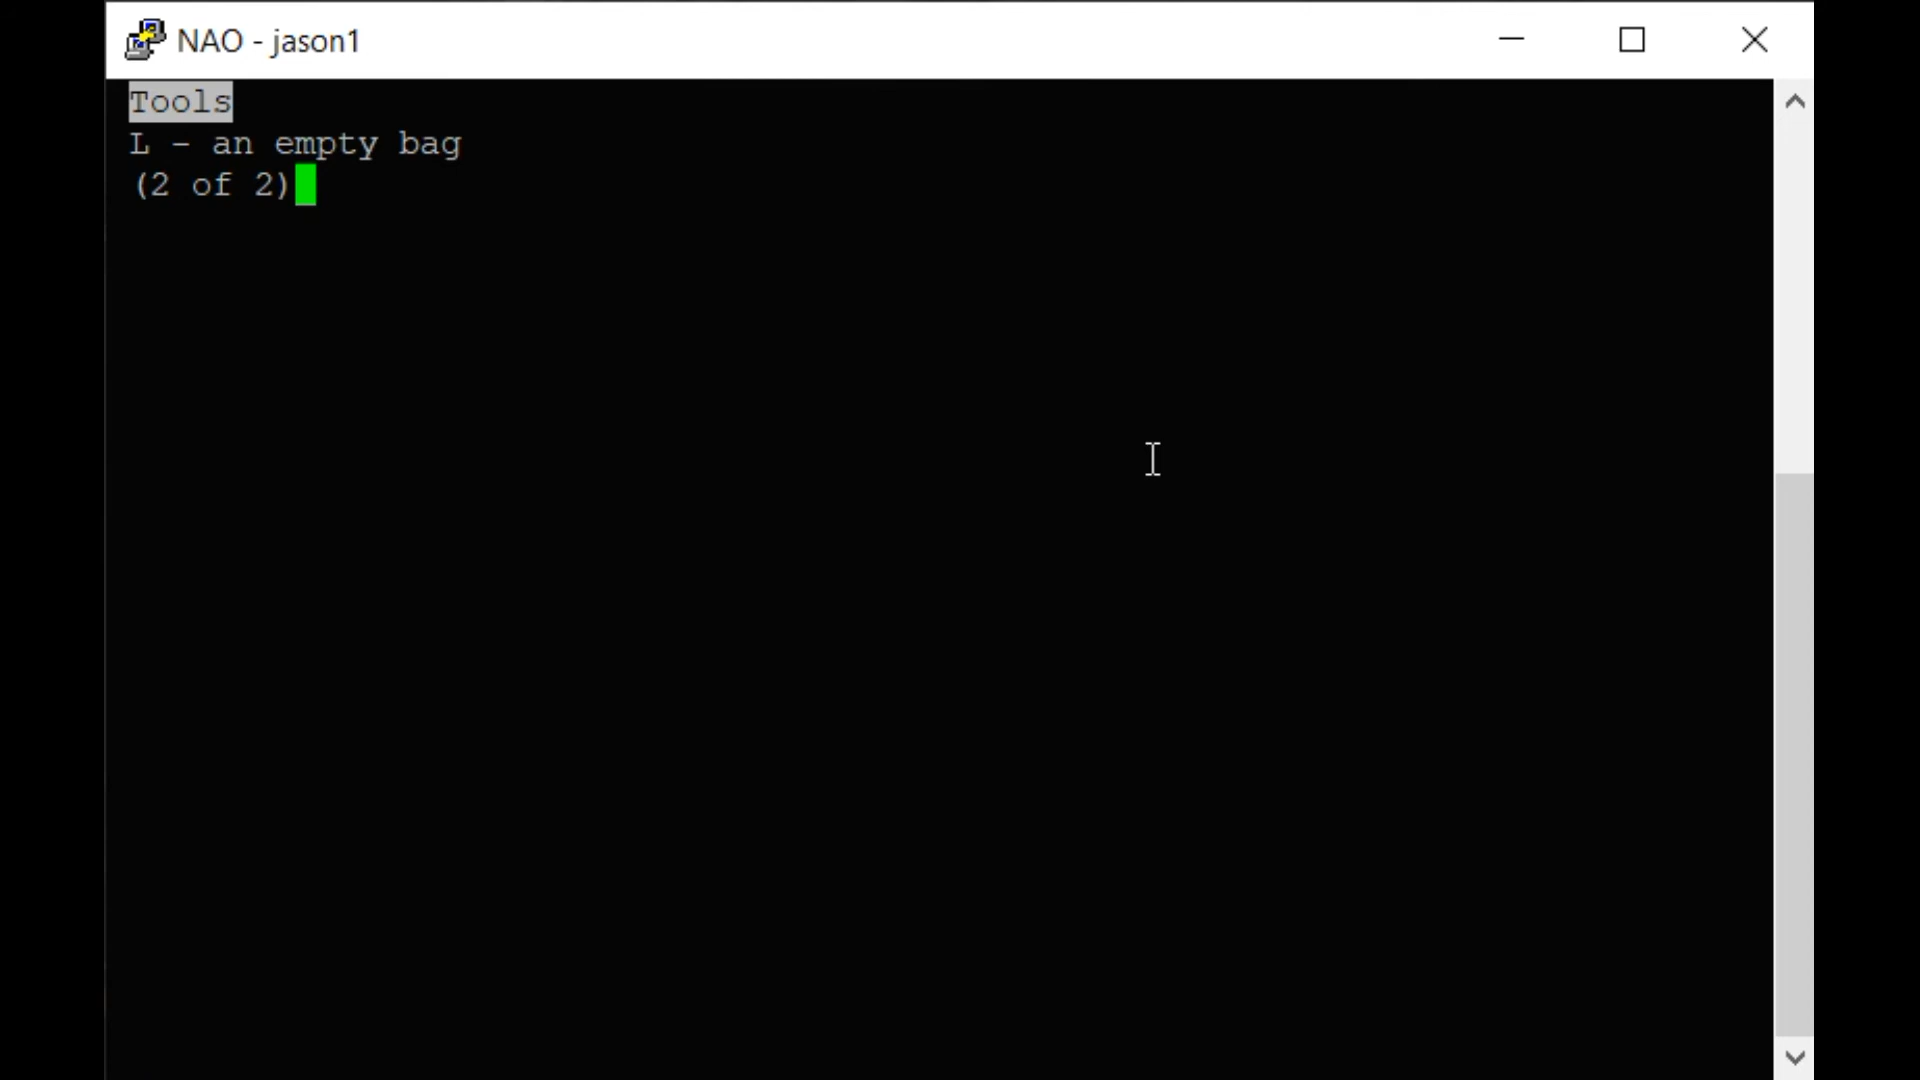 NAO - jason1
Tools
L - an empty bag
(2 of 2)